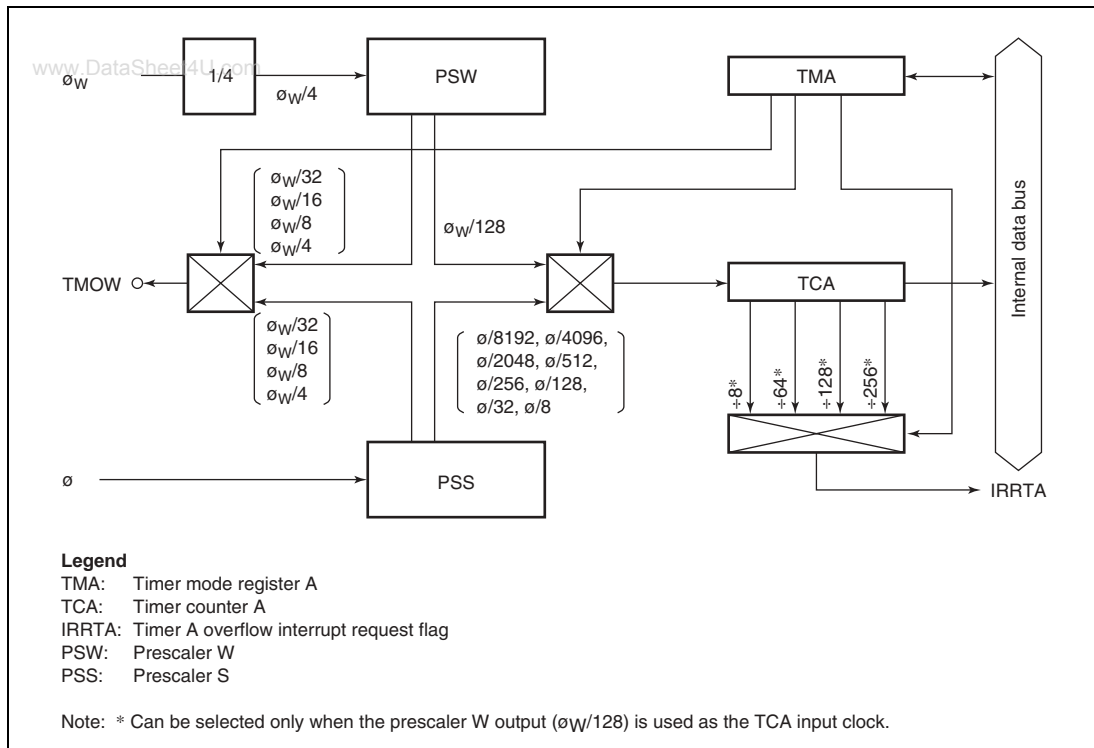 www.DataSheet4U.com
øW
1/4
øW/4
PSW
TMA
øW/32
øW/16
øW/8
øW/4
øW/128
TMOW
TCA
Internal data bus
øW/32
øW/16
øW/8
øW/4
ø/8192, ø/4096,
ø/2048, ø/512,
ø/256, ø/128,
ø/32, ø/8
÷8*
÷64*
÷128*
÷256*
ø
PSS
IRRTA
Legend
TMA: Timer mode register A
TCA: Timer counter A
IRRTA: Timer A overflow interrupt request flag
PSW: Prescaler W
PSS: Prescaler S
Note: * Can be selected only when the prescaler W output (øW/128) is used as the TCA input clock.